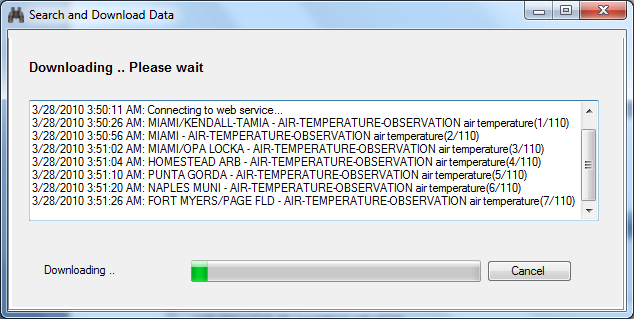 Search and Download Data
Downloading .. Please wait
3/28/2010 3:50:11 AM: Connecting to web service...
3/28/2010 3:50:26 AM: MIAMI/KENDALL-TAMIA - AIR-TEMPERATURE-OBSERVATION air temperature(1/110)
3/28/2010 3:50:56 AM: MIAMI - AIR-TEMPERATURE-OBSERVATION air temperature(2/110)
3/28/2010 3:51:02 AM: MIAMI/OPA LOCKA - AIR-TEMPERATURE-OBSERVATION air temperature(3/110)
3/28/2010 3:51:04 AM: HOMESTEAD ARB - AIR-TEMPERATURE-OBSERVATION air temperature(4/110)
3/28/2010 3:51:10 AM: PUNTA GORDA - AIR-TEMPERATURE-OBSERVATION air temperature(5/110)
3/28/2010 3:51:20 AM: NAPLES MUNI - AIR-TEMPERATURE-OBSERVATION air temperature(6/110)
3/28/2010 3:51:26 AM: FORT MYERS/PAGE FLD - AIR-TEMPERATURE-OBSERVATION air temperature(7/110)
Downloading ..
Cancel